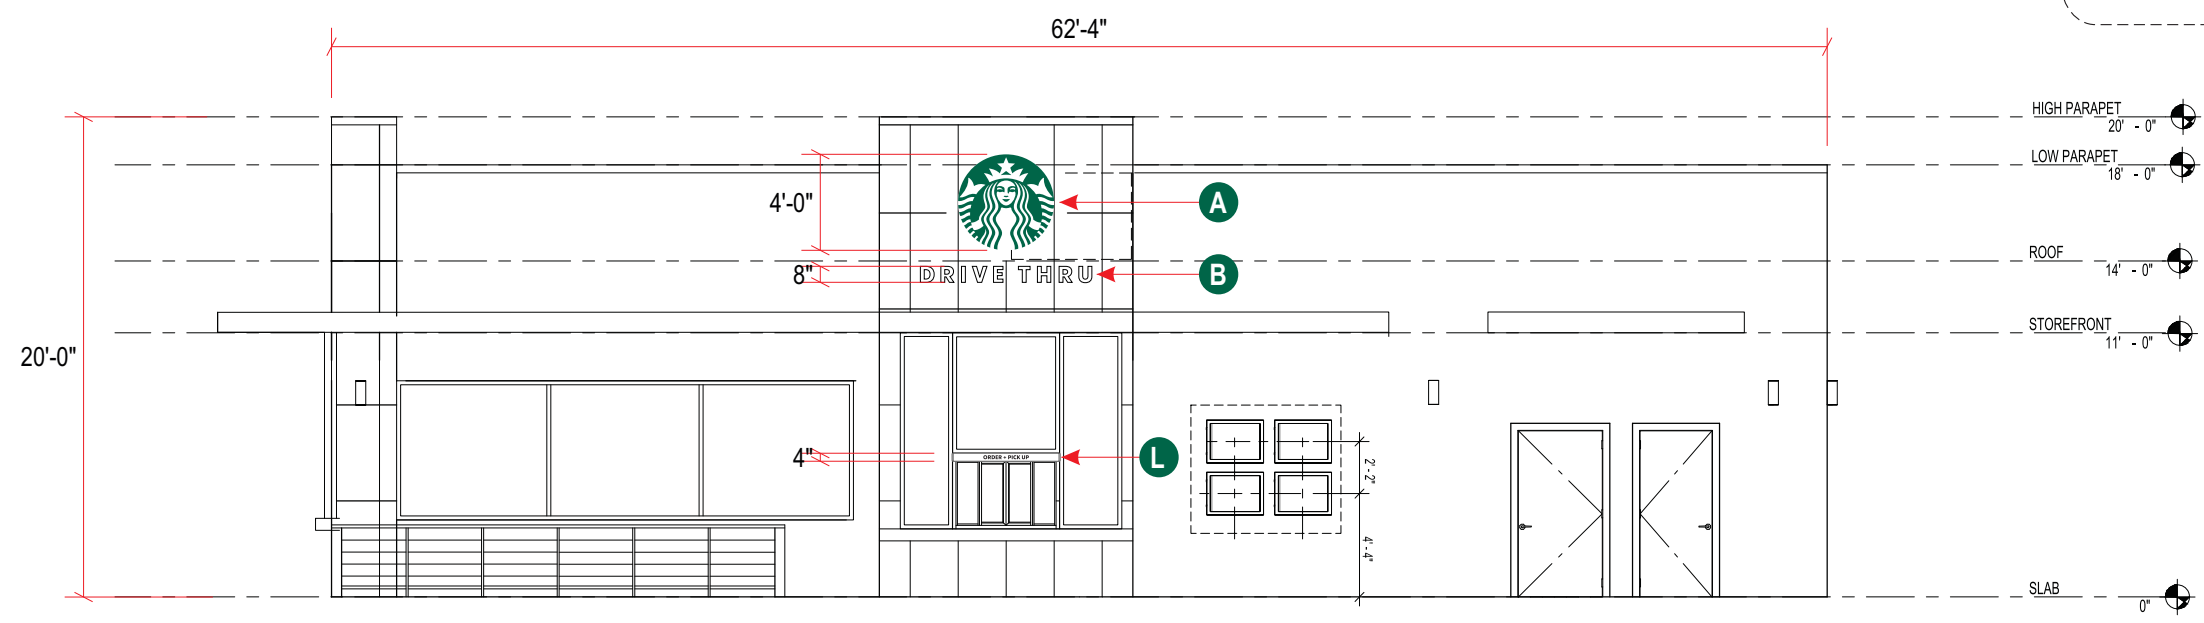 62'-4"
HIGH PARAPET
20' - 0"
LOW PARAPET
18' - 0"
4'-0"
A
ROOF
14' - 0"
8"
DRIVE THRU
B
STOREFRONT
11' - 0"
20'-0"
4"
ORDER + PICK UP
L
2' - 2"
4' - 4"
SLAB
0"